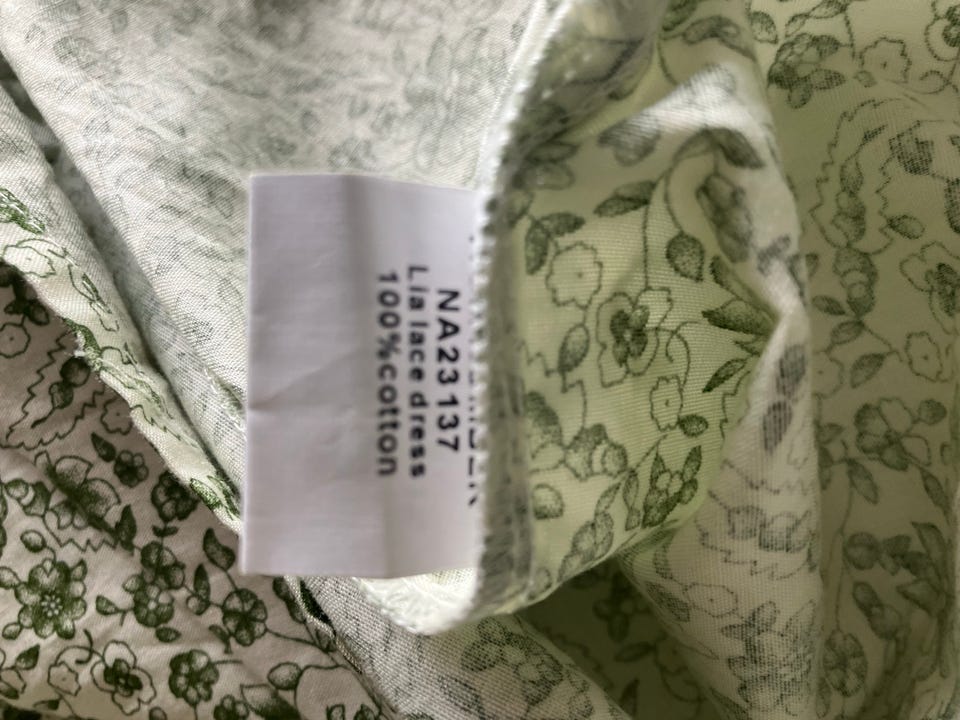 NA23137
Lia lace dress
100%cotton